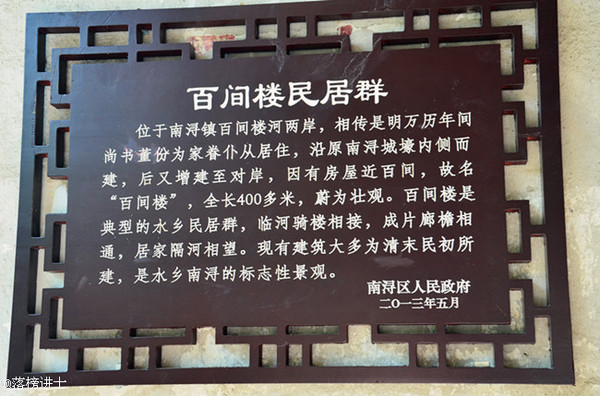 百间楼民居群
位于南浔镇百间楼河两岸，相传是明万历年间
尚书董份为家眷仆从居住，沿原南浔城壕内侧而
建，后又增建至对岸，因有房屋近百间，故名
“百间楼”，全长400多米，蔚为壮观。百间楼是
典型的水乡民居群，临河骑楼相接，成片廊檐相
通，居家隔河相望。现有建筑大多为清末民初所
建，是水乡南浔的标志性景观。
南浔区人民政府
二〇一三年五月
@落榜进士